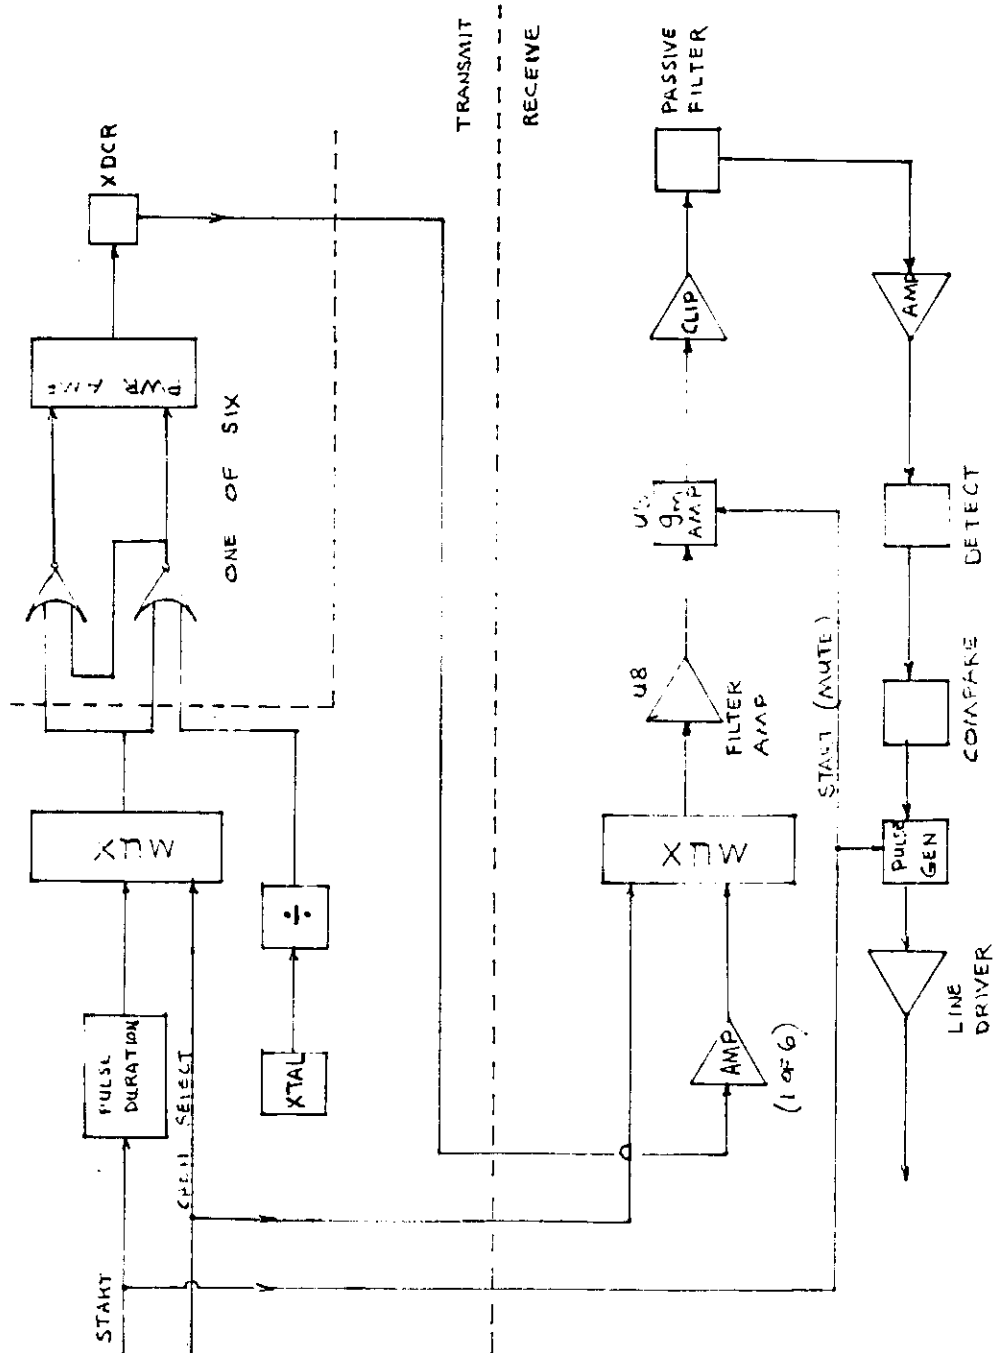 START
PULSE
DURATION
CHAN SELECT
XTAL
÷
MUX
ONE OF SIX
PWR AMP
XDCR
TRANSMIT
RECEIVE
AMP
(1 OF 6)
MUX
U8
FILTER
AMP
gm
AMP
CLIP
PASSIVE
FILTER
START (MUTE)
AMP
DETECT
COMPARE
PULSE
GEN
LINE
DRIVER